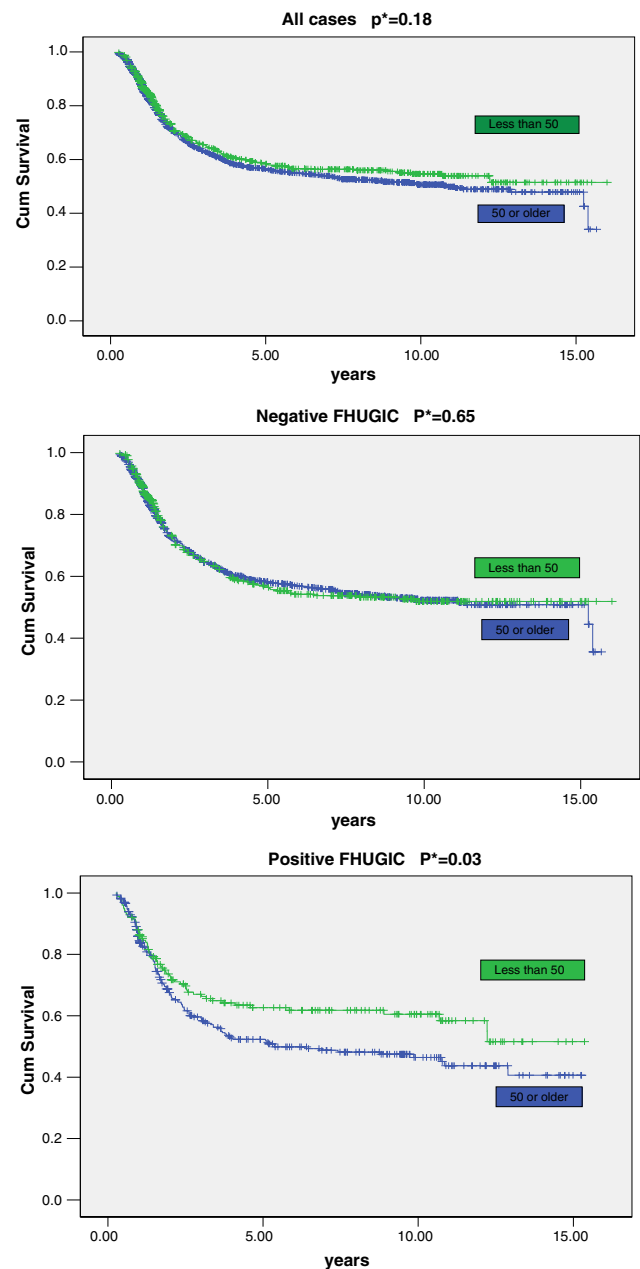 All cases p*=0.18
1.0
0.8
0.6
0.4
0.2
0.0
Cum Survival
Less than 50
50 or older
0.00 5.00 10.00 15.00
years
Negative FHUGIC P*=0.65
1.0
0.8
0.6
0.4
0.2
0.0
Cum Survival
Less than 50
50 or older
0.00 5.00 10.00 15.00
years
Positive FHUGIC P*=0.03
1.0
0.8
0.6
0.4
0.2
0.0
Cum Survival
Less than 50
50 or older
0.00 5.00 10.00 15.00
years